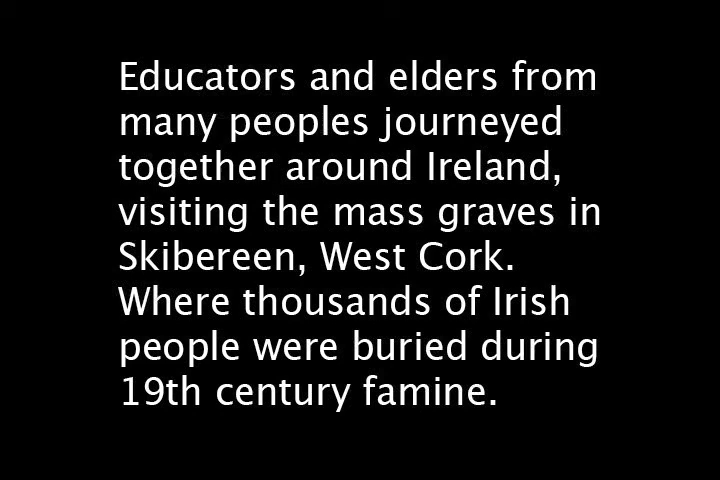 Educators and elders from
many peoples journeyed
together around Ireland,
visiting the mass graves in
Skibereen, West Cork.
Where thousands of Irish
people were buried during
19th century famine.